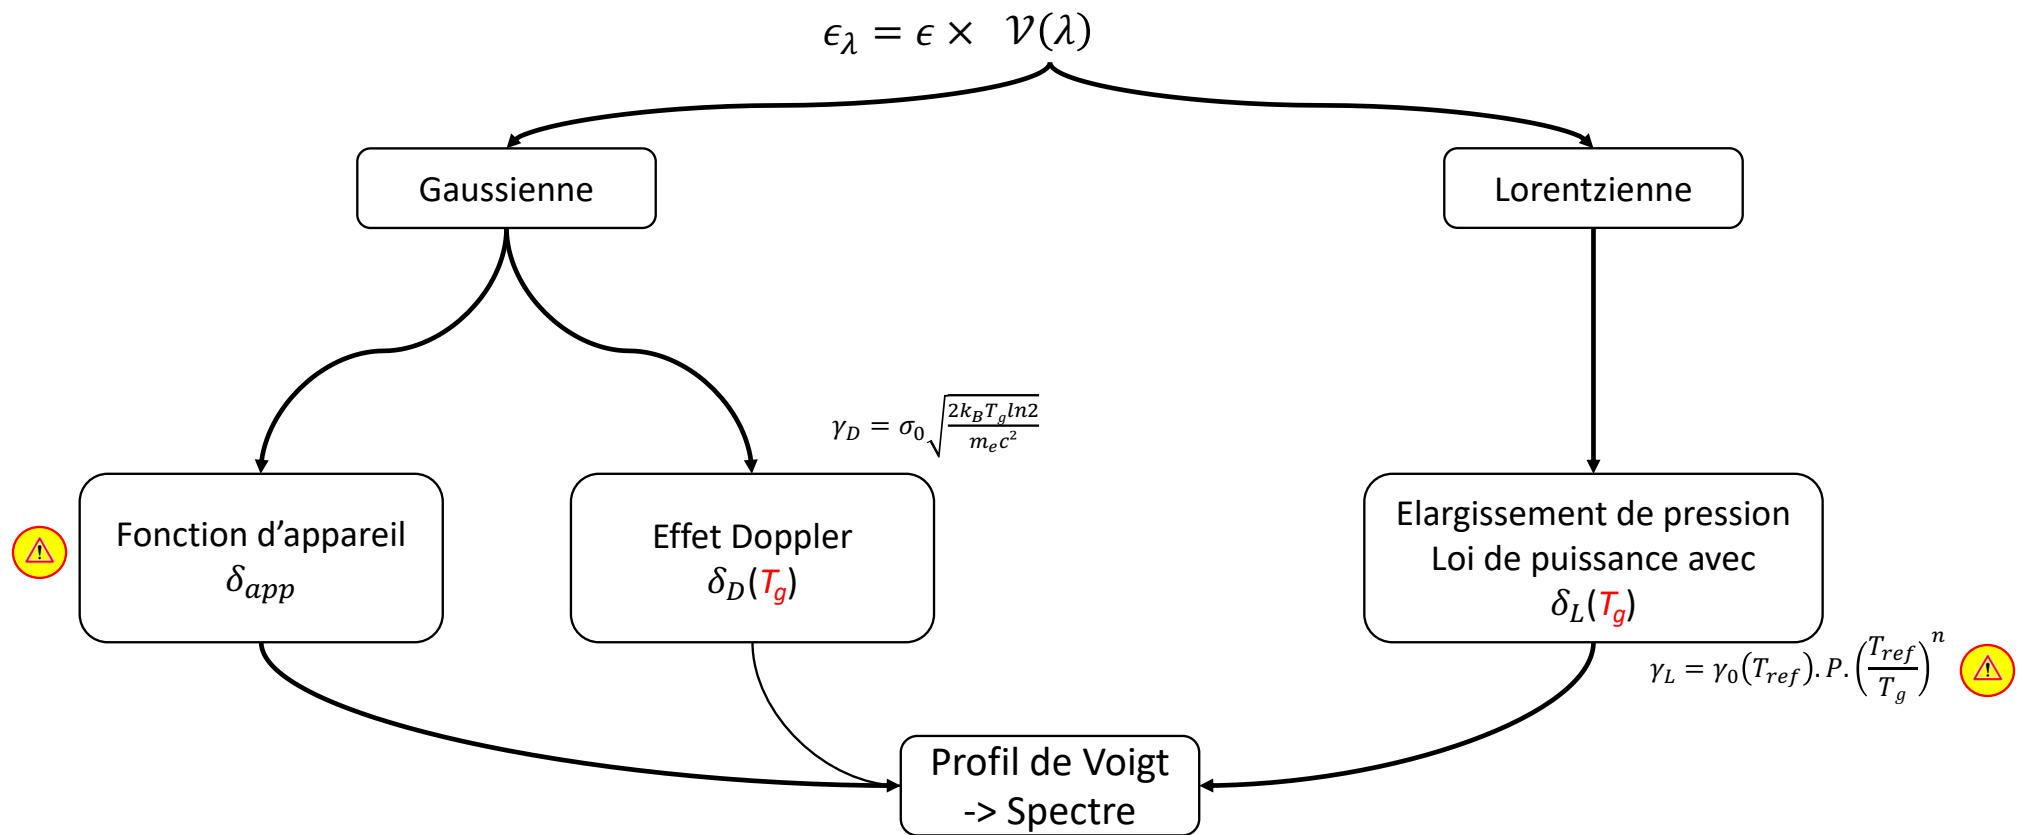 ϵ_λ = ϵ × 𝒱(λ)
Gaussienne
Lorentzienne
γ_D = σ_0 √(2k_B T_g ln2 / m_e c^2)
Fonction d’appareil
δ_app
Effet Doppler
δ_D(T_g)
Elargissement de pression
Loi de puissance avec
δ_L(T_g)
γ_L = γ_0(T_ref). P. (T_ref / T_g)^n
Profil de Voigt
-> Spectre